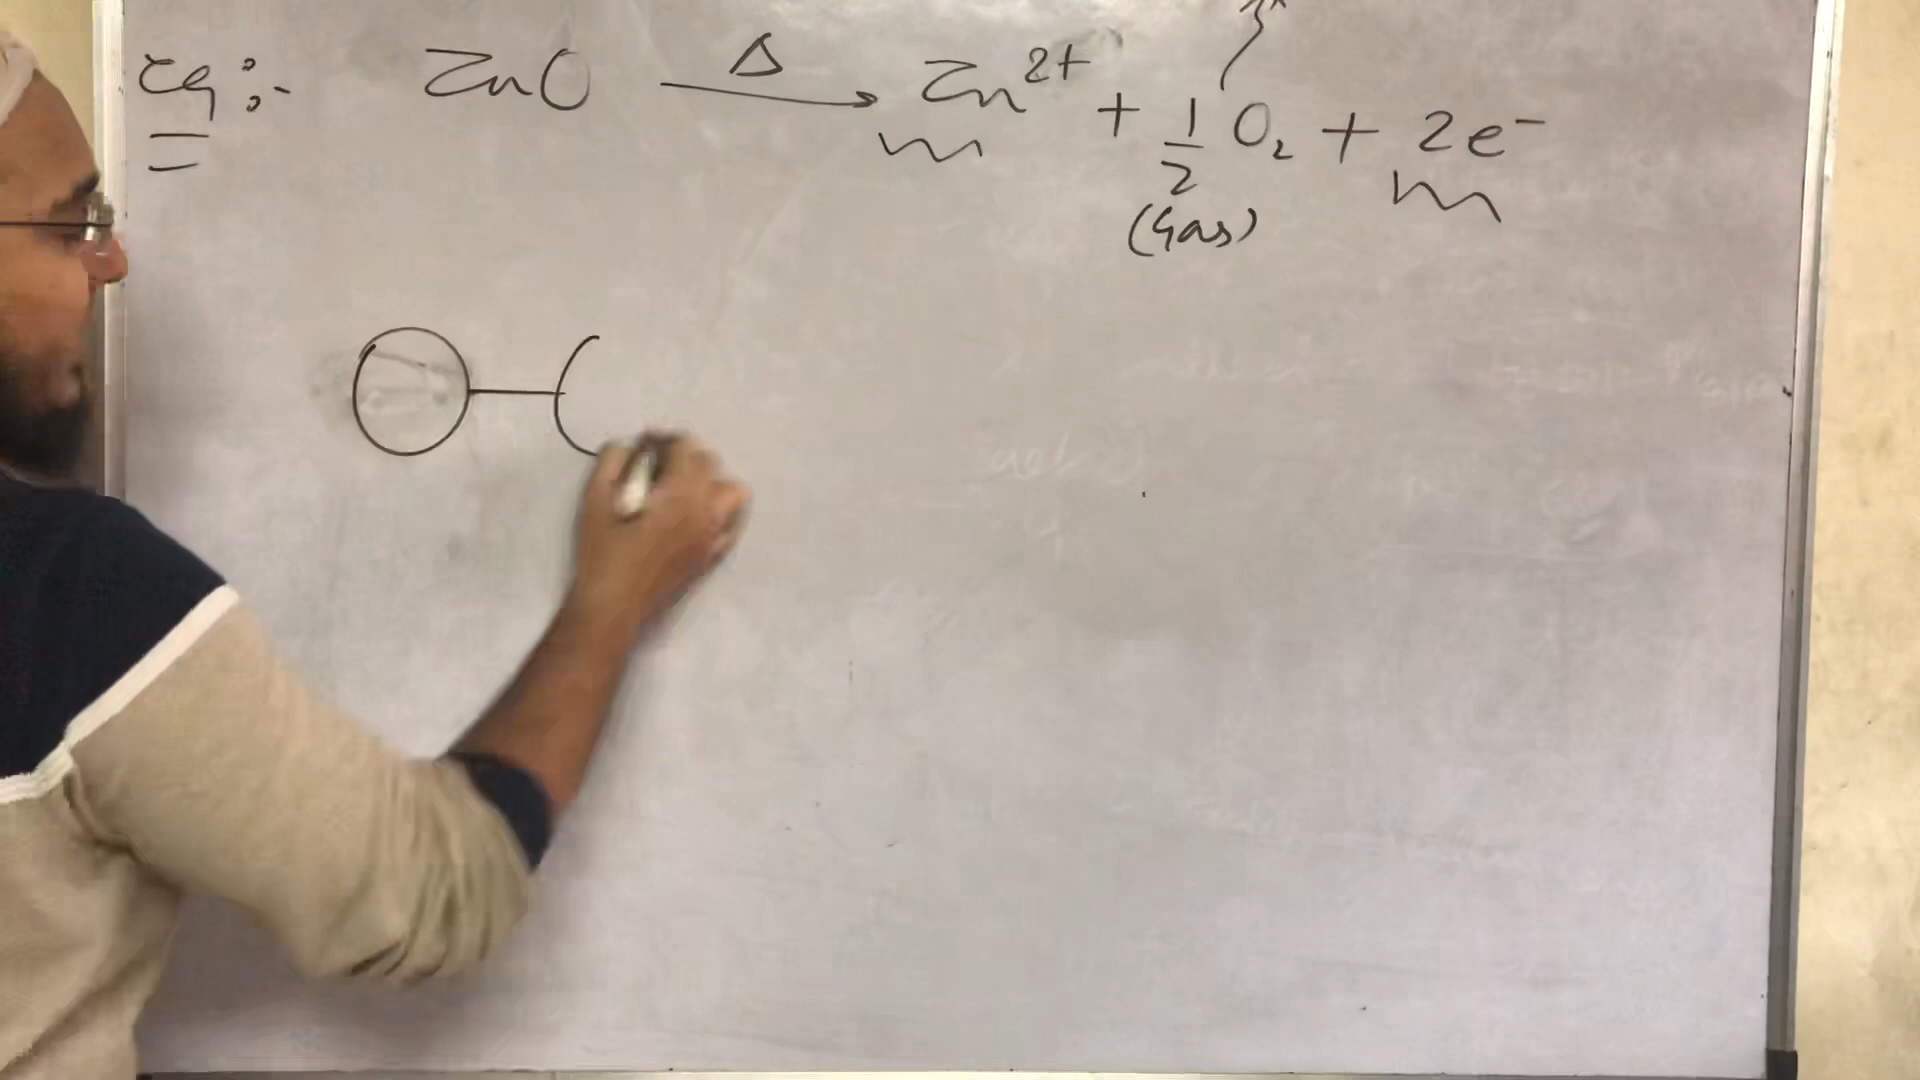 eg :- ZnO Δ → Zn²⁺ + 1/2 O₂ + 2e⁻
(Gas)